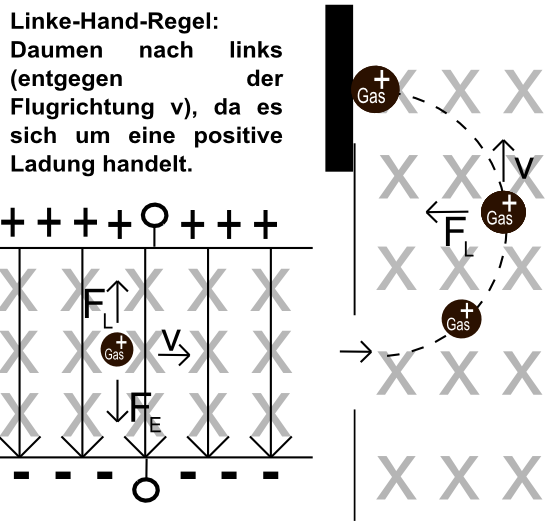 Linke-Hand-Regel:
Daumen nach links
(entgegen der
Flugrichtung v), da es
sich um eine positive
Ladung handelt.
+ + + + + + +
X X X X
F_L
Gas +
v
X X X X
F_E
X X X X
- - - - - -
Gas +
X X X
X X X
v
F_L
Gas +
X X X
Gas +
X X X
X X X